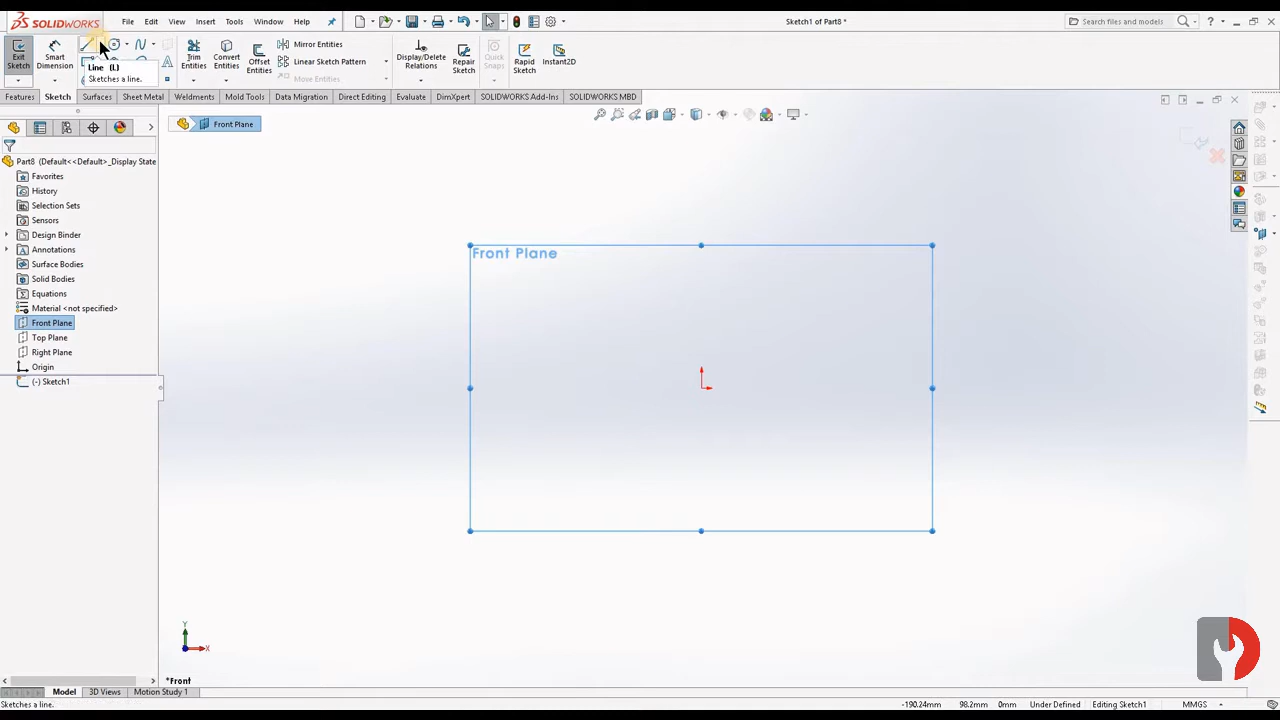 SOLIDWORKS File Edit View Insert Tools Window Help Sketch1 of Part8 * Search files and models ?
Exit Sketch
Smart Dimension
Line (L)
Sketches a line.
Trim Entities
Convert Entities
Offset Entities
Mirror Entities
Linear Sketch Pattern
Move Entities
Display/Delete Relations
Repair Sketch
Quick Snaps
Rapid Sketch
Instant2D
Features Sketch Surfaces Sheet Metal Weldments Mold Tools Data Migration Direct Editing Evaluate DimXpert SOLIDWORKS Add-Ins SOLIDWORKS MBD
Front Plane
Part8 (Default<<Default>_Display State
Favorites
History
Selection Sets
Sensors
Design Binder
Annotations
Surface Bodies
Solid Bodies
Equations
Material <not specified>
Front Plane
Top Plane
Right Plane
Origin
(-) Sketch1
Front Plane
Y
X
*Front
Model 3D Views Motion Study 1
Sketches a line. -190.24mm 98.2mm 0mm Under Defined Editing Sketch1 MMGS